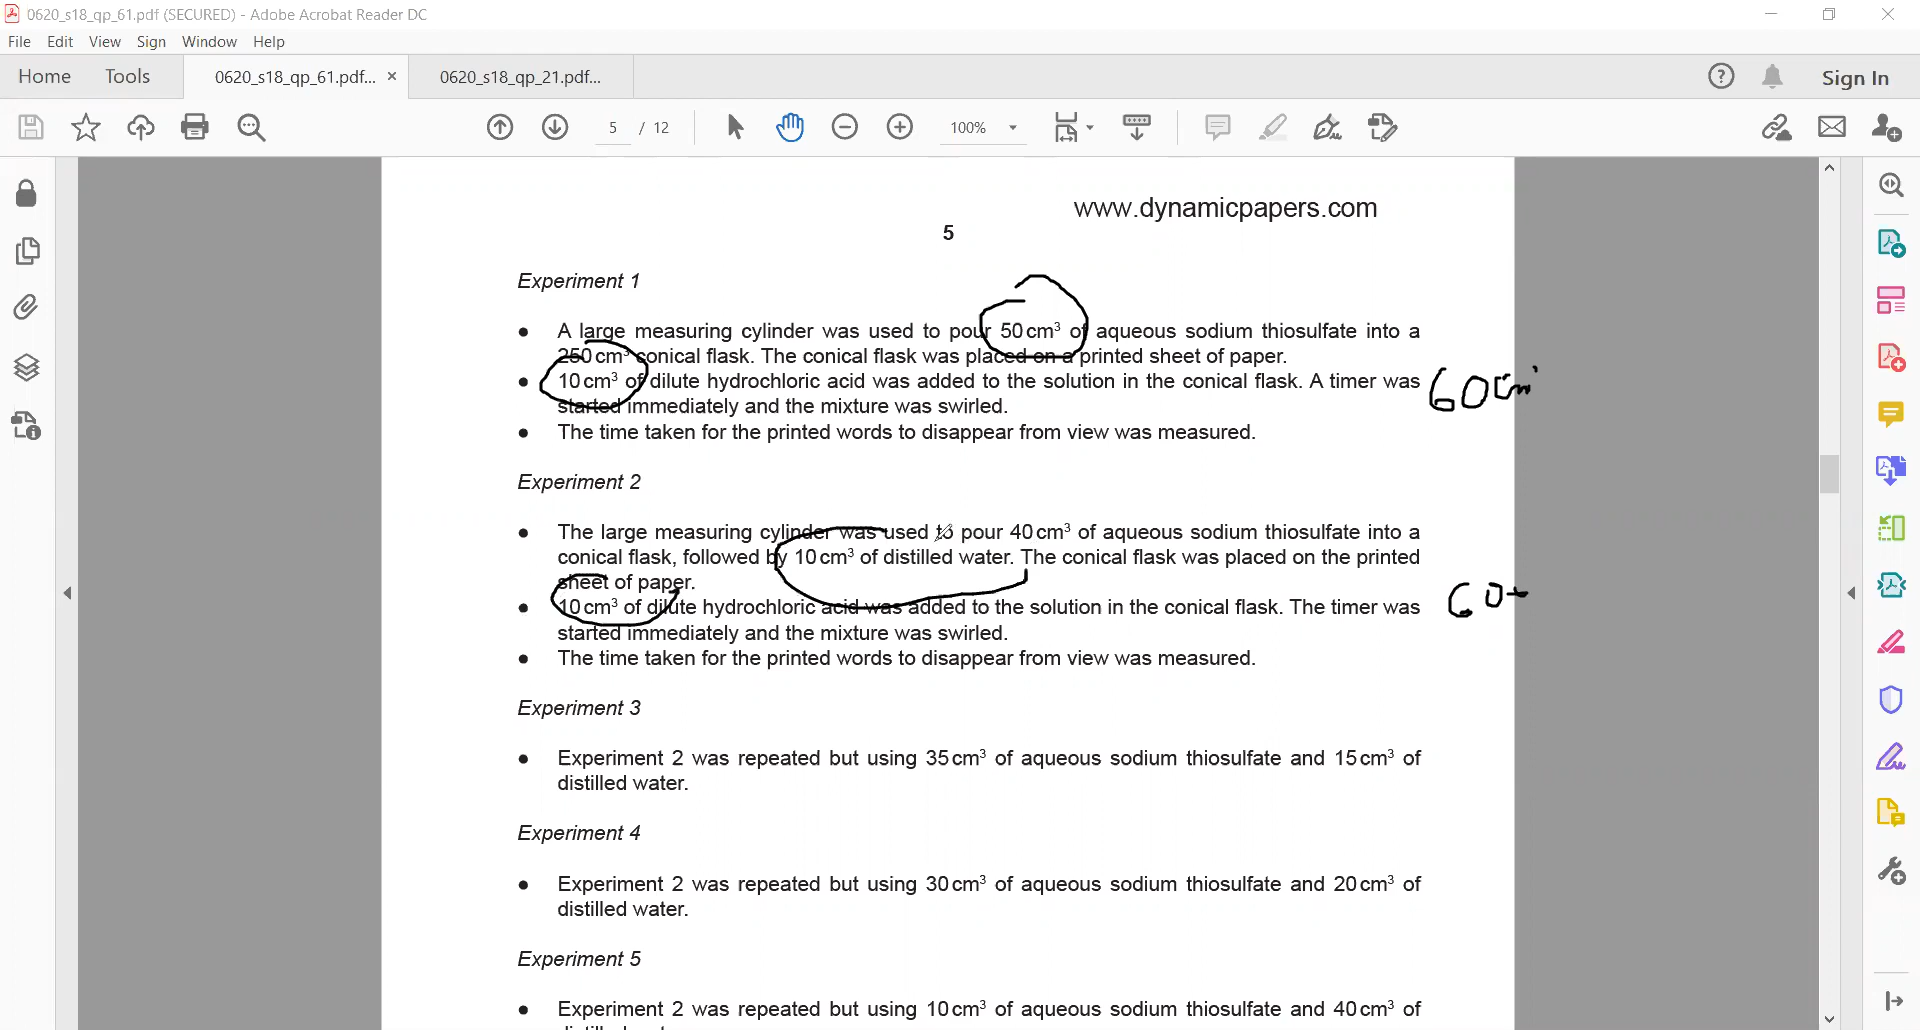 0620_s18_qp_61.pdf (SECURED) - Adobe Acrobat Reader DC
File Edit View Sign Window Help
Home Tools 0620_s18_qp_61.pdf... × 0620_s18_qp_21.pdf... Sign In
5 / 12 100%
www.dynamicpapers.com
5
Experiment 1
• A large measuring cylinder was used to pour 50 cm³ of aqueous sodium thiosulfate into a
250 cm³ conical flask. The conical flask was placed on a printed sheet of paper.
• 10 cm³ of dilute hydrochloric acid was added to the solution in the conical flask. A timer was
60cm³
started immediately and the mixture was swirled.
• The time taken for the printed words to disappear from view was measured.
Experiment 2
• The large measuring cylinder was used to pour 40 cm³ of aqueous sodium thiosulfate into a
conical flask, followed by 10 cm³ of distilled water. The conical flask was placed on the printed
sheet of paper.
• 10 cm³ of dilute hydrochloric acid was added to the solution in the conical flask. The timer was
60
started immediately and the mixture was swirled.
• The time taken for the printed words to disappear from view was measured.
Experiment 3
• Experiment 2 was repeated but using 35 cm³ of aqueous sodium thiosulfate and 15 cm³ of
distilled water.
Experiment 4
• Experiment 2 was repeated but using 30 cm³ of aqueous sodium thiosulfate and 20 cm³ of
distilled water.
Experiment 5
• Experiment 2 was repeated but using 10 cm³ of aqueous sodium thiosulfate and 40 cm³ of